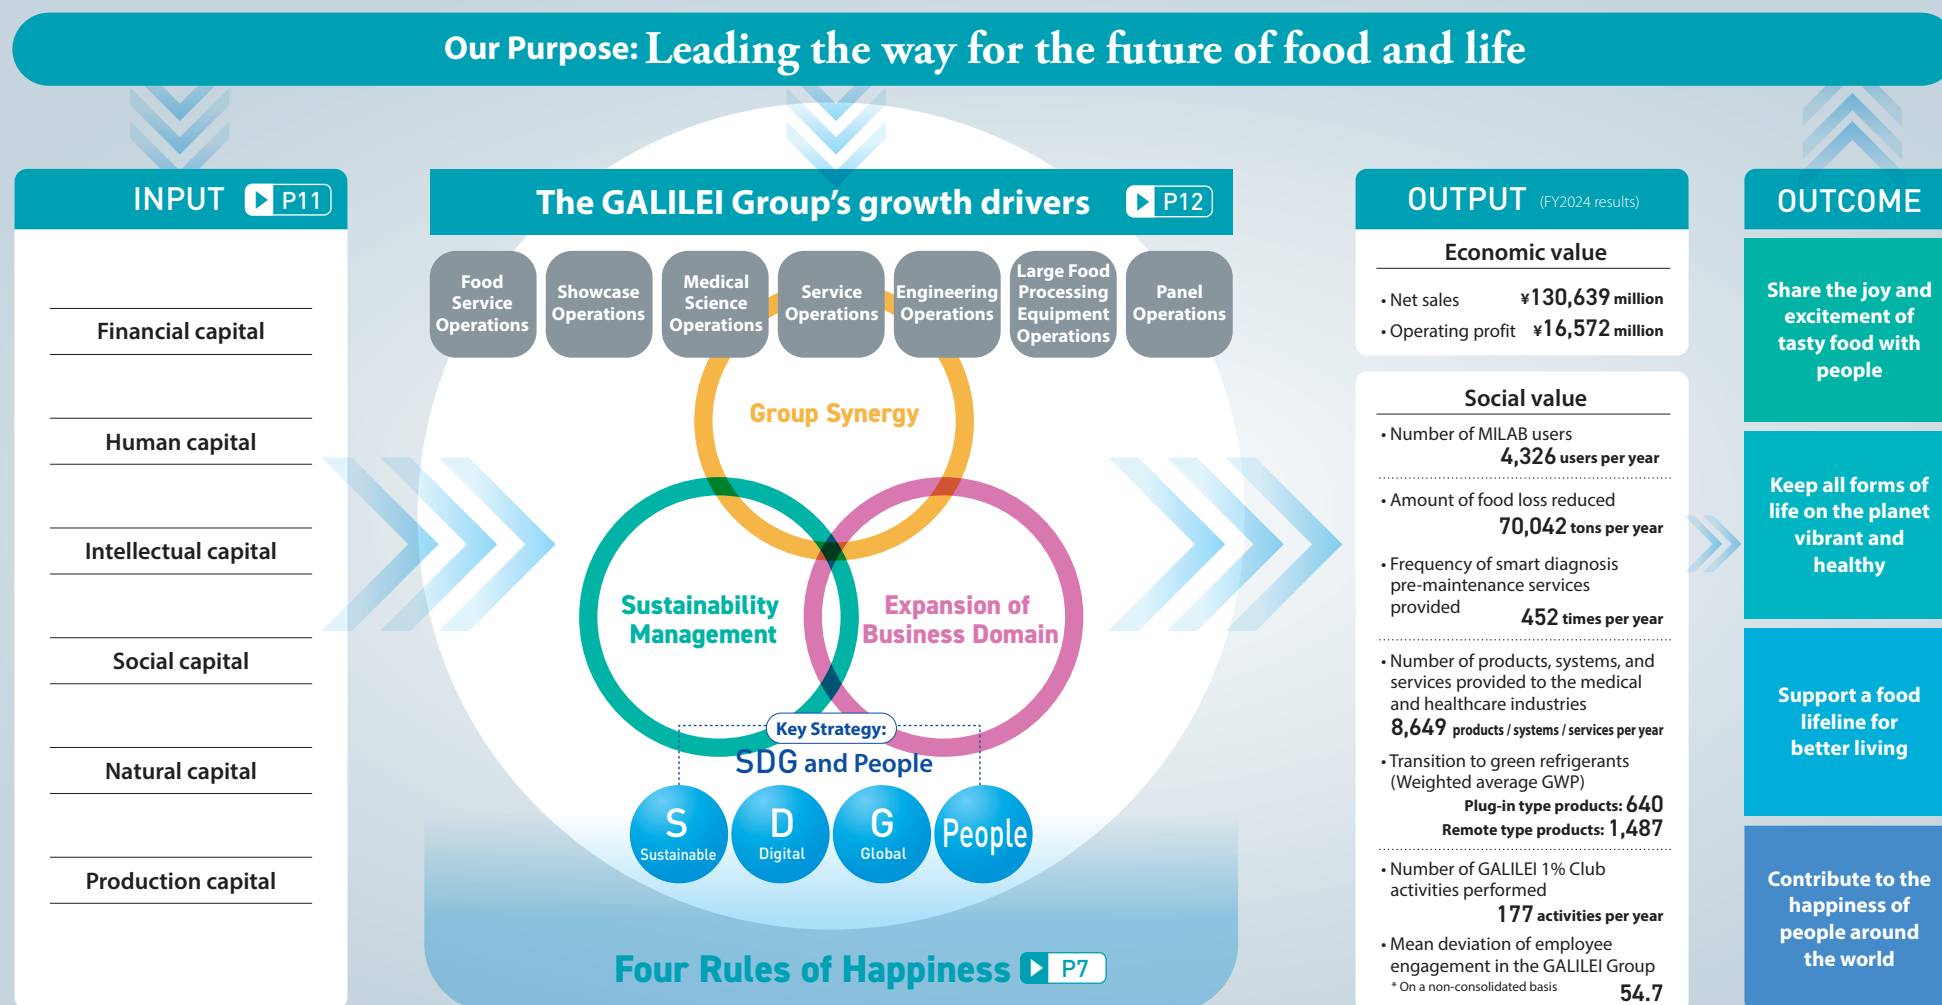 Our Purpose: Leading the way for the future of food and life
INPUT P11
Financial capital
Human capital
Intellectual capital
Social capital
Natural capital
Production capital
The GALILEI Group's growth drivers P12
Food
Service
Operations
Showcase
Operations
Medical
Science
Operations
Service
Operations
Engineering
Operations
Large Food
Processing
Equipment
Operations
Panel
Operations
Group Synergy
Sustainability
Management
Expansion of
Business Domain
Key Strategy:
SDG and People
S
Sustainable
D
Digital
G
Global
People
Four Rules of Happiness P7
OUTPUT (FY2024 results)
Economic value
• Net sales ¥130,639 million
• Operating profit ¥16,572 million
Social value
• Number of MILAB users
4,326 users per year
• Amount of food loss reduced
70,042 tons per year
• Frequency of smart diagnosis
pre-maintenance services
provided
452 times per year
• Number of products, systems, and
services provided to the medical
and healthcare industries
8,649 products / systems / services per year
• Transition to green refrigerants
(Weighted average GWP)
Plug-in type products: 640
Remote type products: 1,487
• Number of GALILEI 1% Club
activities performed
177 activities per year
• Mean deviation of employee
engagement in the GALILEI Group
* On a non-consolidated basis
54.7
OUTCOME
Share the joy and
excitement of
tasty food with
people
Keep all forms of
life on the planet
vibrant and
healthy
Support a food
lifeline for
better living
Contribute to the
happiness of
people around
the world